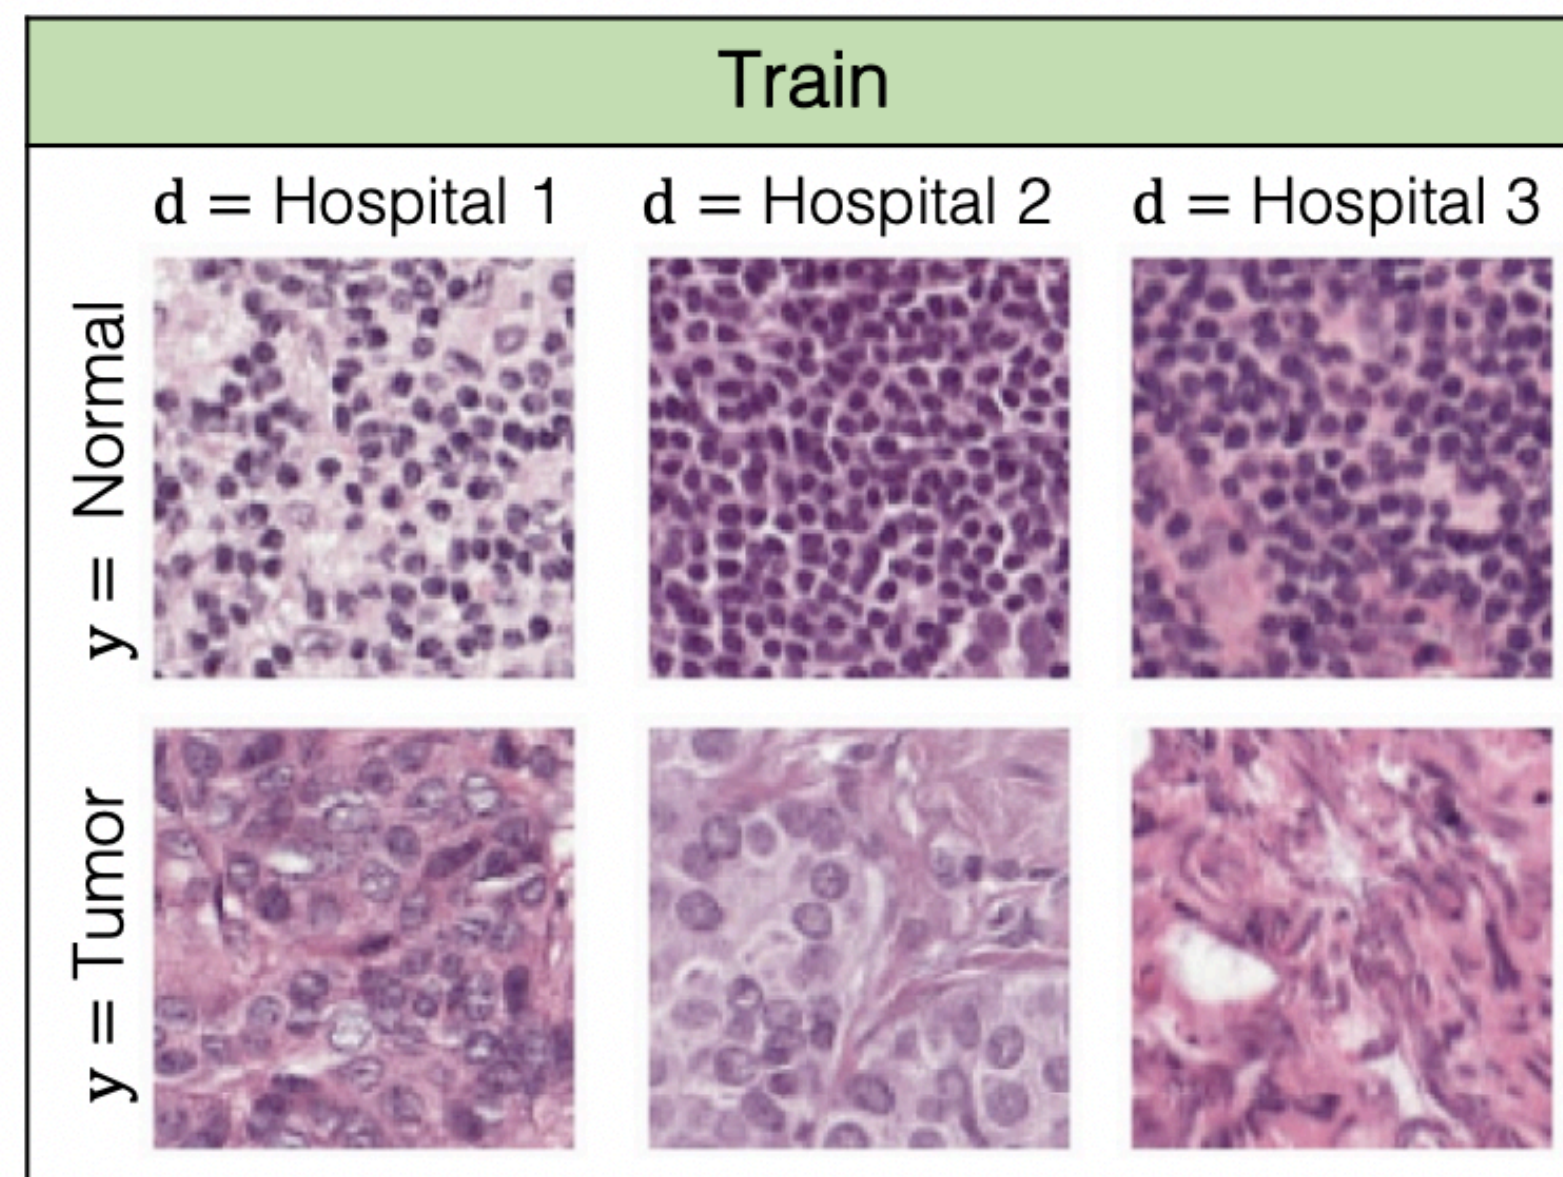 Train
d = Hospital 1
d = Hospital 2
d = Hospital 3
y = Normal
y = Tumor